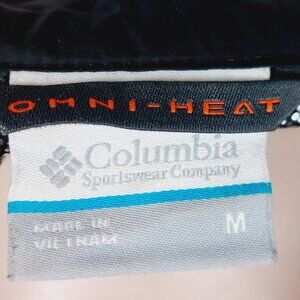 OMNI-HEAT
Columbia
Sportswear Company
MADE IN
VIETNAM
M